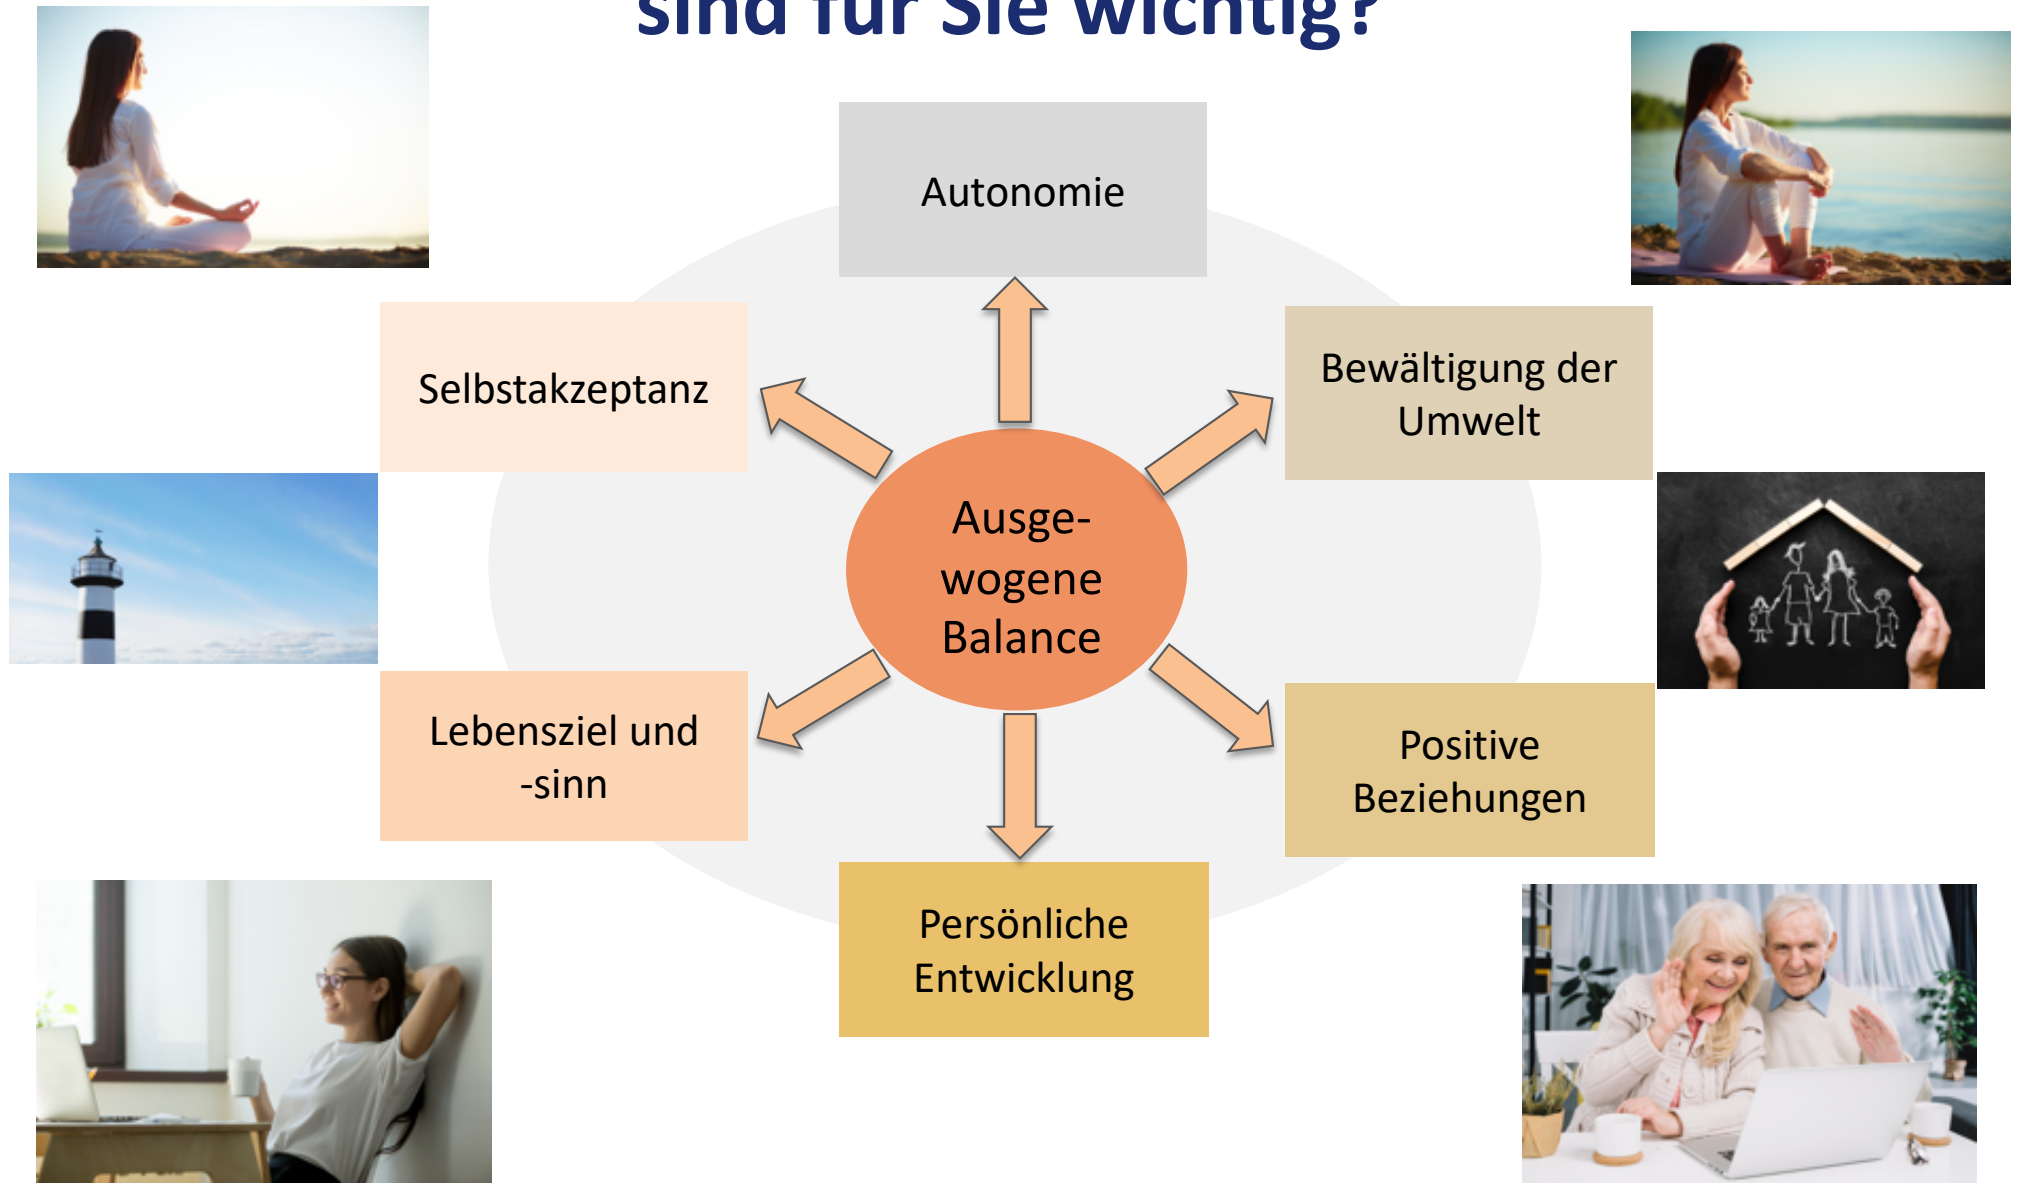 sind für Sie wichtig?
Autonomie
Selbstakzeptanz
Bewältigung der
Umwelt
Ausge-
wogene
Balance
Lebensziel und
-sinn
Positive
Beziehungen
Persönliche
Entwicklung